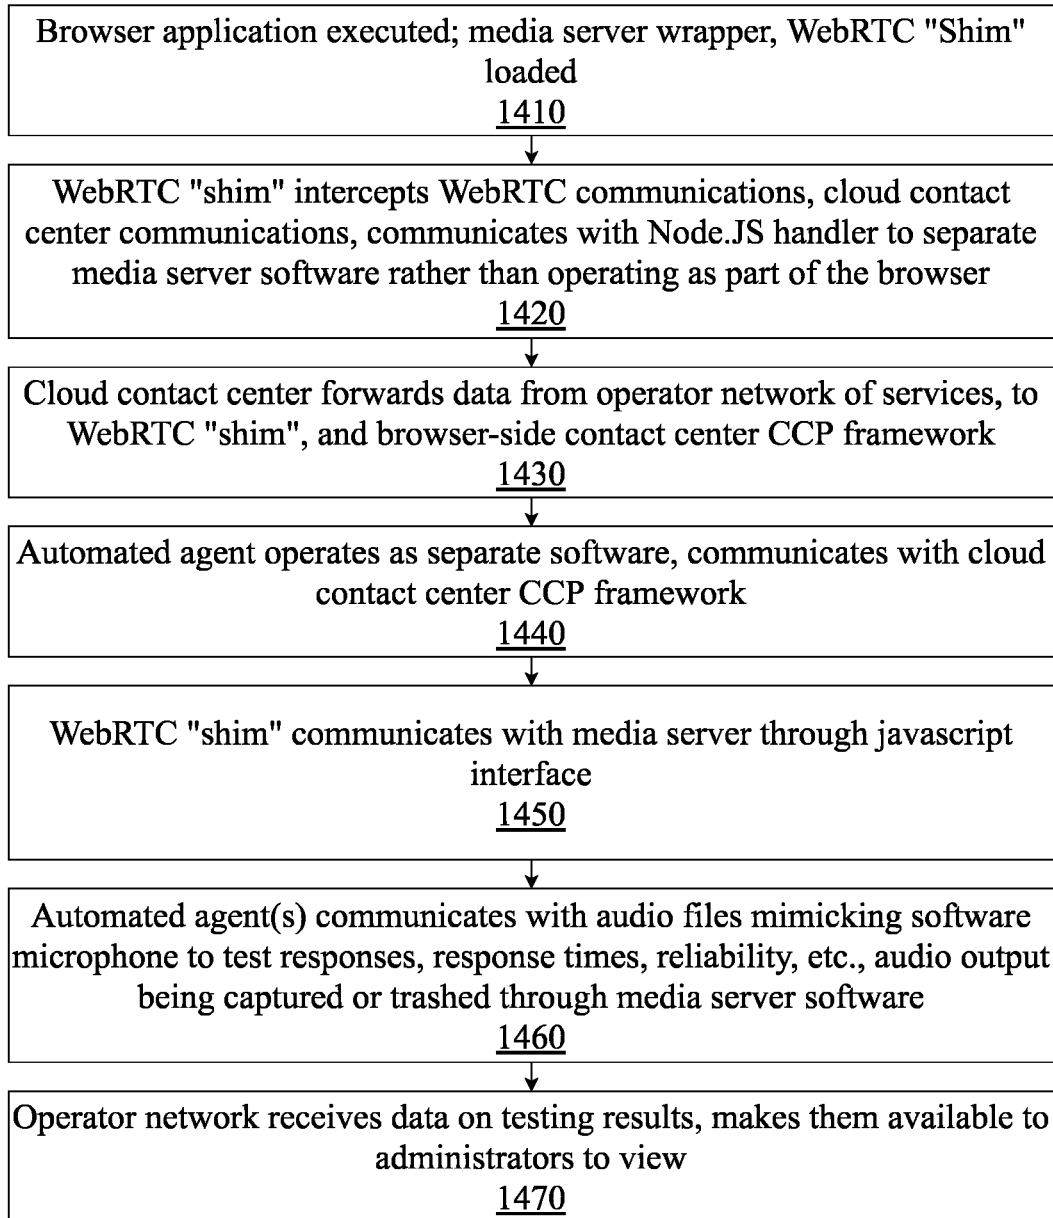 Browser application executed; media server wrapper, WebRTC "Shim"
loaded
1410
WebRTC "shim" intercepts WebRTC communications, cloud contact
center communications, communicates with Node.JS handler to separate
media server software rather than operating as part of the browser
1420
Cloud contact center forwards data from operator network of services, to
WebRTC "shim", and browser-side contact center CCP framework
1430
Automated agent operates as separate software, communicates with cloud
contact center CCP framework
1440
WebRTC "shim" communicates with media server through javascript
interface
1450
Automated agent(s) communicates with audio files mimicking software
microphone to test responses, response times, reliability, etc., audio output
being captured or trashed through media server software
1460
Operator network receives data on testing results, makes them available to
administrators to view
1470